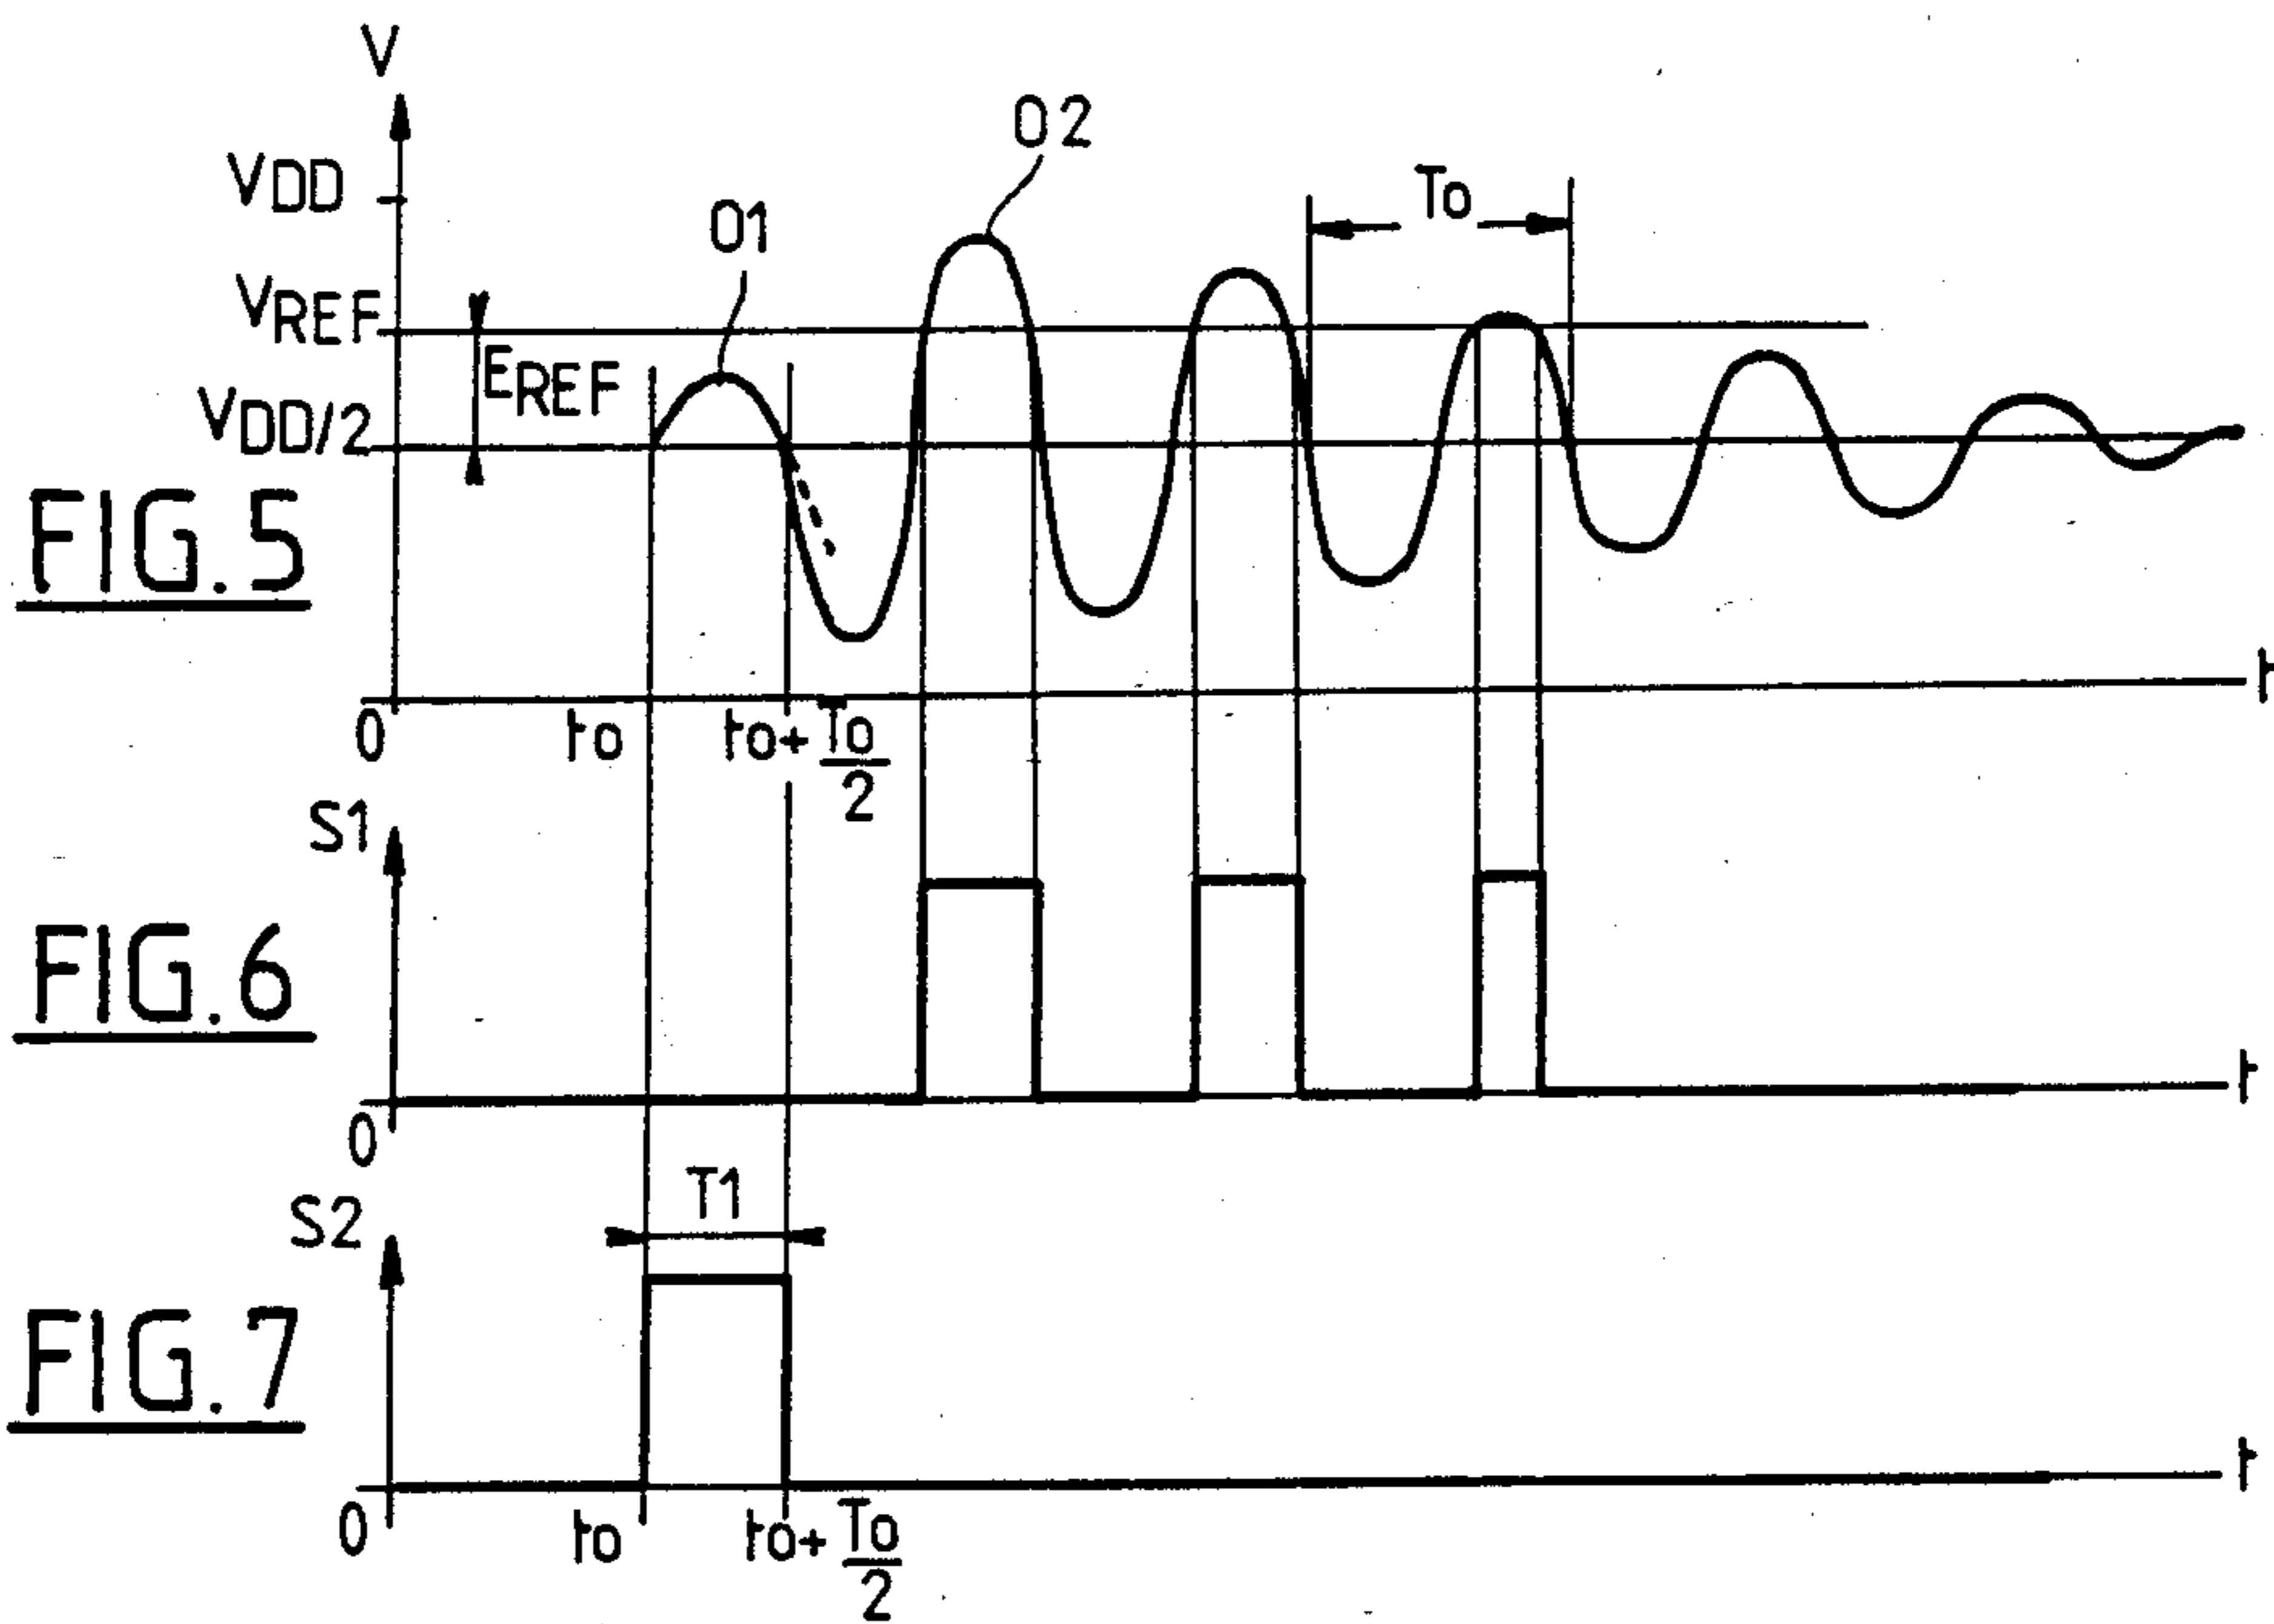 V
VDD
O1
O2
To
VREF
EREF
VDD/2
FIG.5
0
to
to+To/2
t
S1
FIG.6
0
t
T1
S2
FIG.7
0
to
to+To/2
t